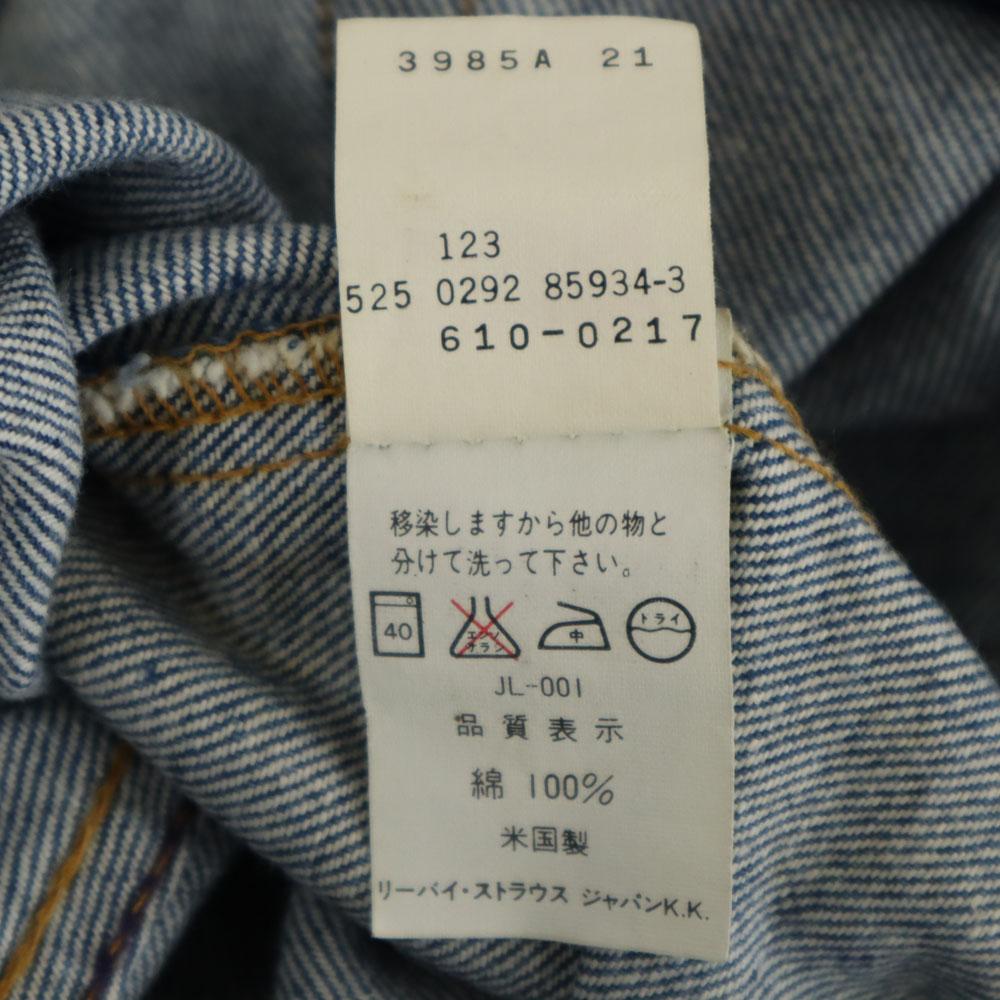 3985A 21
123
525 0292 85934-3
610-0217
移染しますから他の物と
分けて洗って下さい。
40 エンソ サラシ 中 ドライ
JL-001
品質表示
綿 100%
米国製
リーバイ・ストラウス ジャパンK.K.